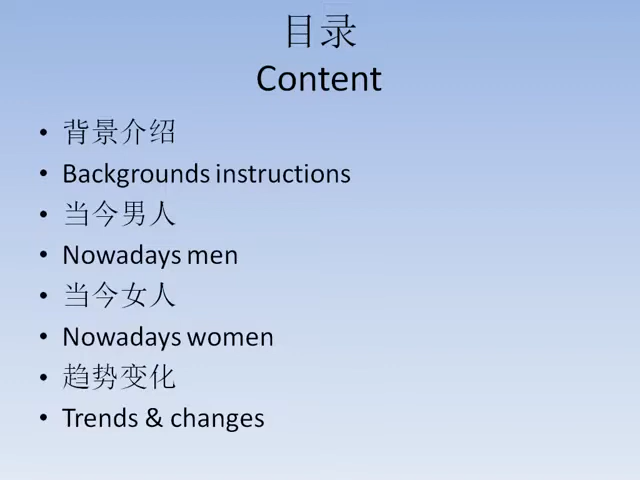 目录
Content
• 背景介绍
• Backgrounds instructions
• 当今男人
• Nowadays men
• 当今女人
• Nowadays women
• 趋势变化
• Trends & changes